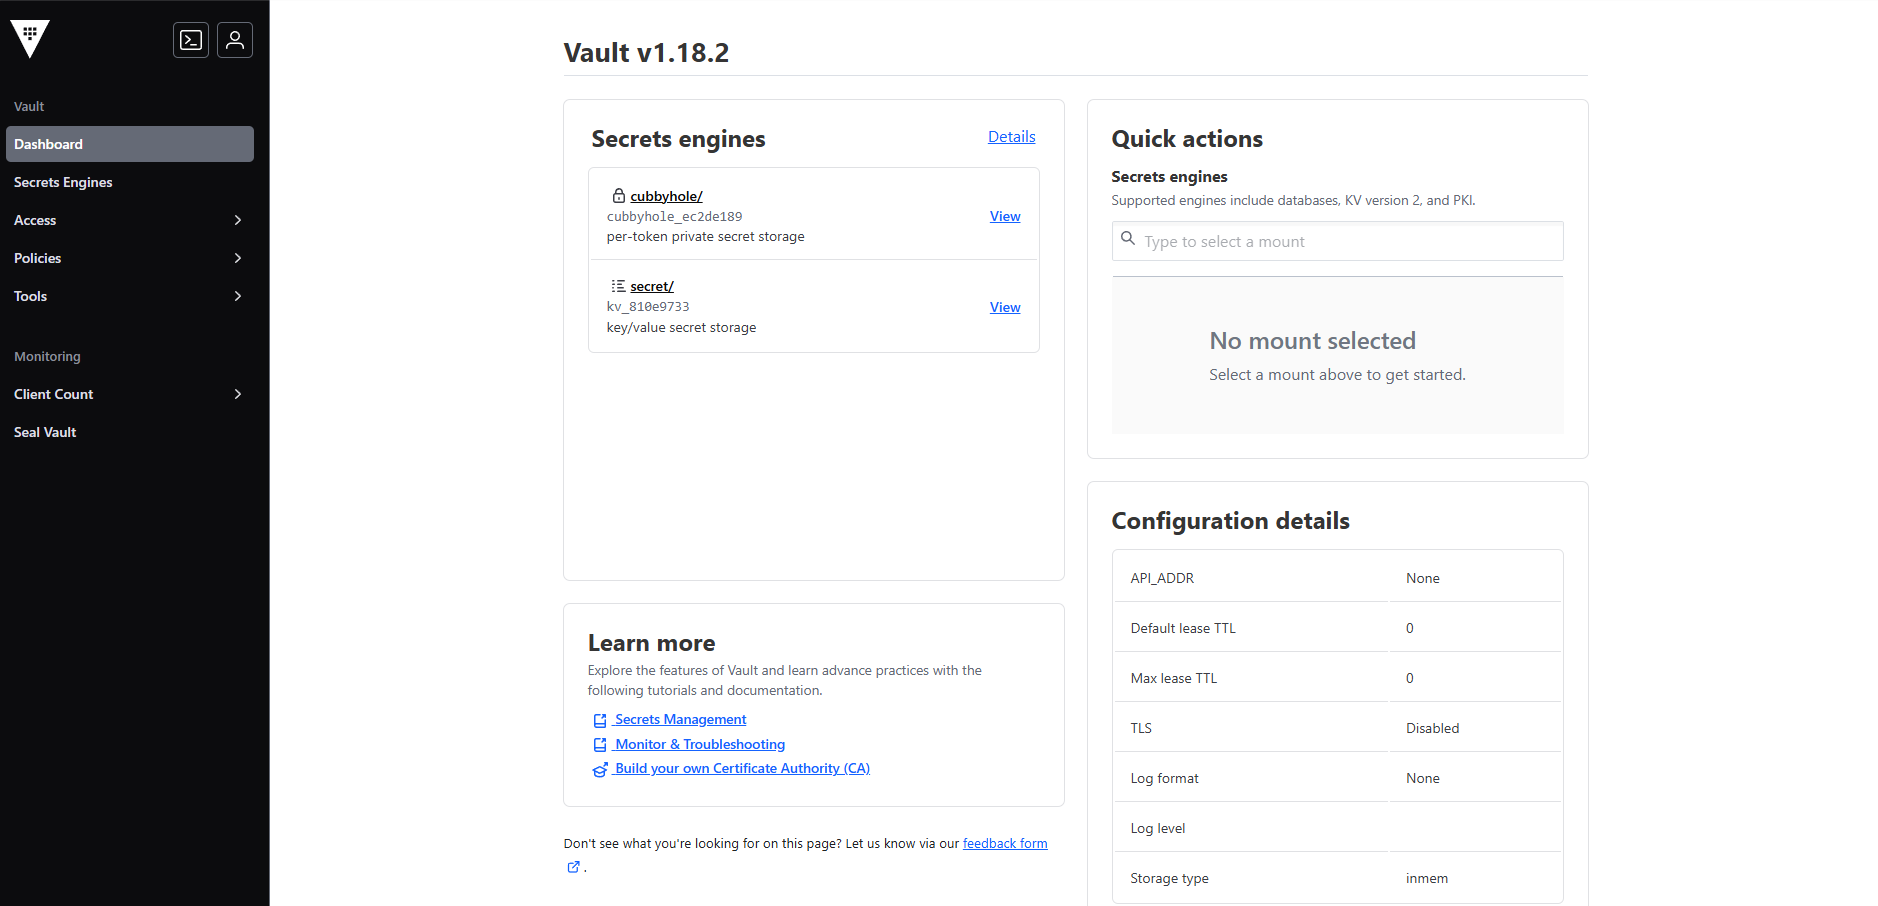 Vault
Dashboard
Secrets Engines
Access
Policies
Tools
Monitoring
Client Count
Seal Vault
Vault v1.18.2
Secrets engines
Details
cubbyhole/
cubbyhole_ec2de189
per-token private secret storage
View
secret/
kv_810e9733
key/value secret storage
View
Learn more
Explore the features of Vault and learn advance practices with the
following tutorials and documentation.
Secrets Management
Monitor & Troubleshooting
Build your own Certificate Authority (CA)
Don't see what you're looking for on this page? Let us know via our feedback form
.
Quick actions
Secrets engines
Supported engines include databases, KV version 2, and PKI.
Type to select a mount
No mount selected
Select a mount above to get started.
Configuration details
API_ADDR None
Default lease TTL 0
Max lease TTL 0
TLS Disabled
Log format None
Log level
Storage type inmem